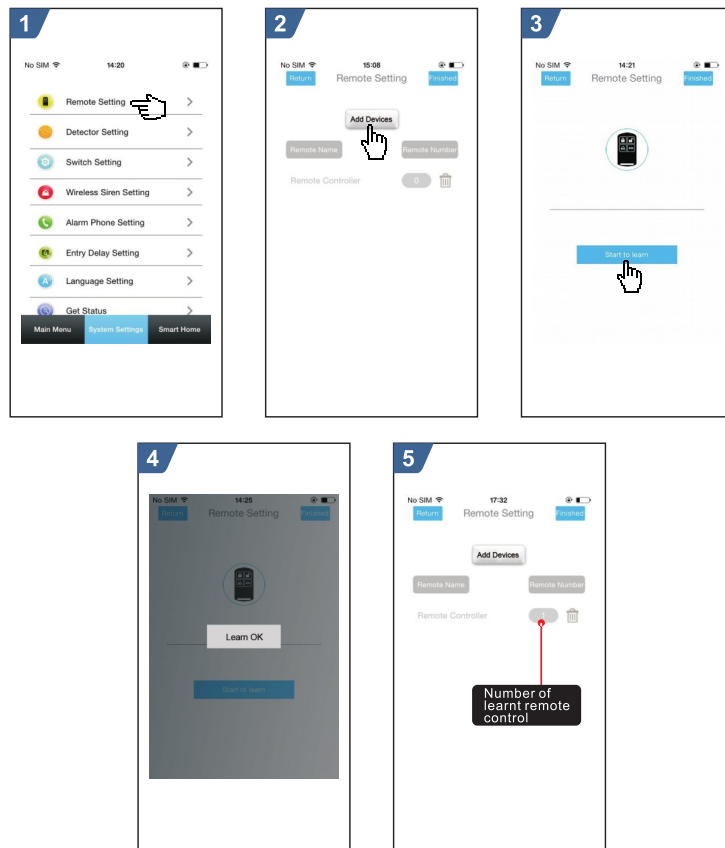 1
No SIM 14:20
Remote Setting
Detector Setting
Switch Setting
Wireless Siren Setting
Alarm Phone Setting
Entry Delay Setting
A Language Setting
Get Status
Main Menu System Settings Smart Home
2
No SIM 15:08
Return Remote Setting Finished
Add Devices
Remote Name Remote Number
Remote Controller 0
3
No SIM 14:21
Return Remote Setting Finished
Start to learn
4
No SIM 14:25
Return Remote Setting Finished
Learn OK
Start to learn
5
No SIM 17:32
Return Remote Setting Finished
Add Devices
Remote Name Remote Number
Remote Controller 1
Number of
learnt remote
control